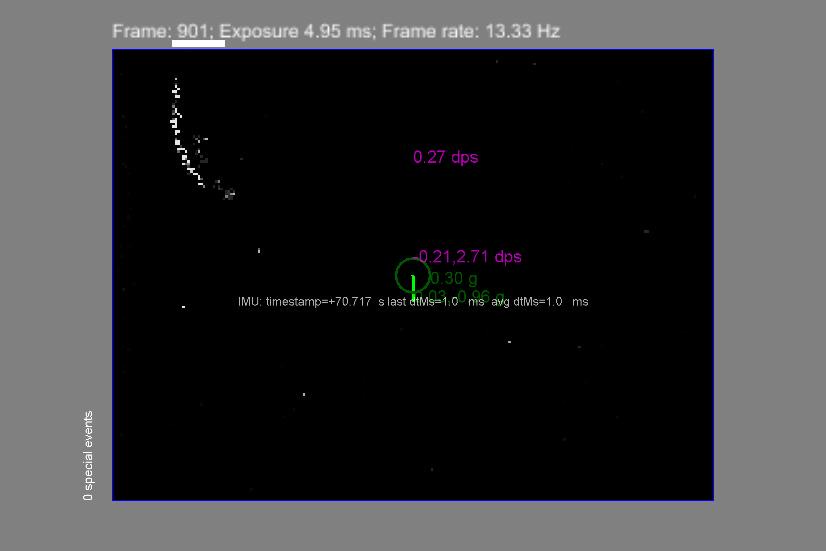 Frame: 901; Exposure 4.95 ms; Frame rate: 13.33 Hz
0.27 dps
-0.21,2.71 dps
0.30 g
IMU: timestamp=+70.717 s last dtMs=1.0 ms avg dtMs=1.0 ms
0 special events